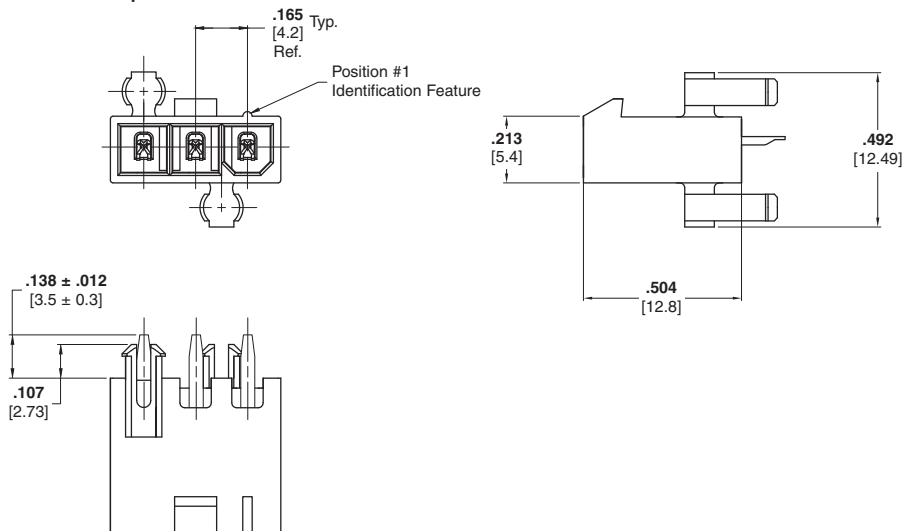 .165 Typ.
[4.2]
Ref.
Position #1
Identification Feature
.213
[5.4]
.492
[12.49]
.504
[12.8]
.138 ± .012
[3.5 ± 0.3]
.107
[2.73]